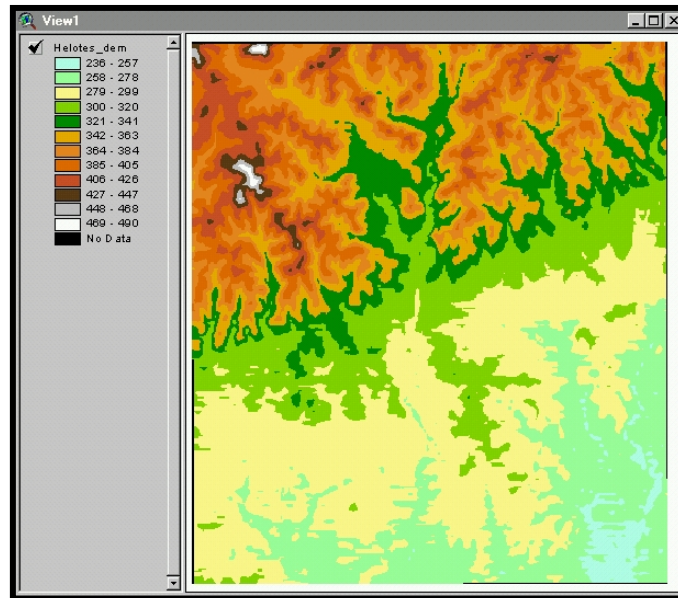 View1
Helotes_dem
236 - 257
258 - 278
279 - 299
300 - 320
321 - 341
342 - 363
364 - 384
385 - 405
406 - 426
427 - 447
448 - 468
469 - 490
No Data